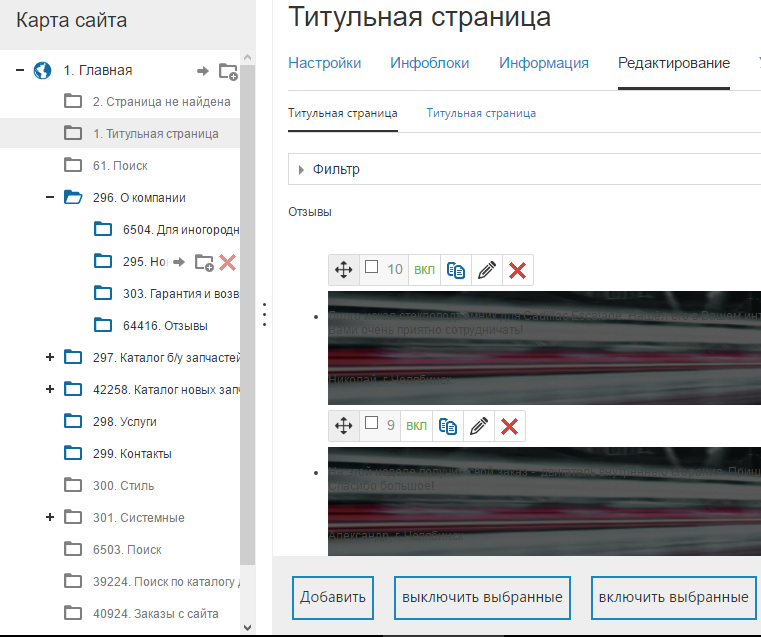 Карта сайта
1. Главная
2. Страница не найдена
1. Титульная страница
61. Поиск
296. О компании
6504. Для иногородн
295. Но
303. Гарантия и возв
64416. Отзывы
297. Каталог б/у запчастей
42258. Каталог новых запч
298. Услуги
299. Контакты
300. Стиль
301. Системные
6503. Поиск
39224. Поиск по каталогу д
40924. Заказы с сайта
Титульная страница
Настройки Инфоблоки Информация Редактирование
Титульная страница Титульная страница
Фильтр
Отзывы
10 вкл
Вами очень приятно сотрудничать!
Николай, г.Челябинск
9 вкл
Спасибо большое!
Александр, г.Челябинск
Добавить выключить выбранные включить выбранные